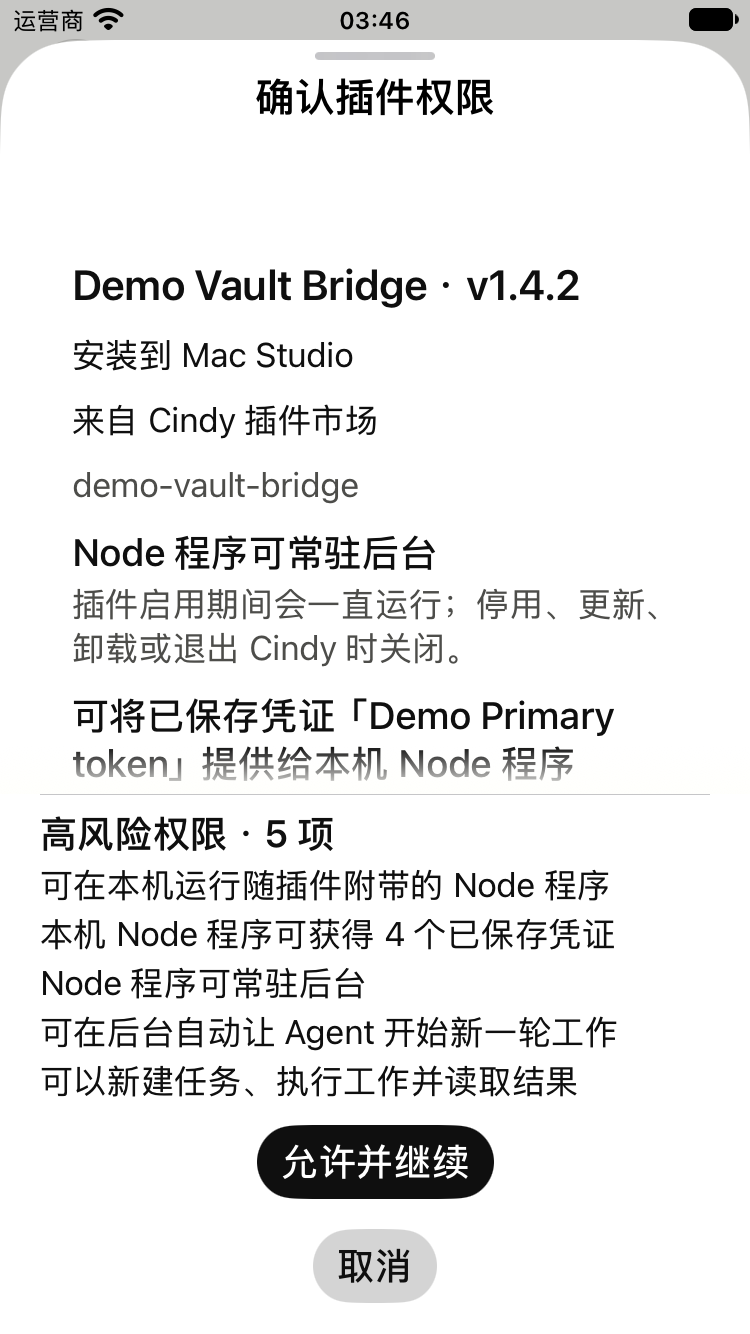 运营商
03:46
确认插件权限
Demo Vault Bridge · v1.4.2
安装到 Mac Studio
来自 Cindy 插件市场
demo-vault-bridge
Node 程序可常驻后台
插件启用期间会一直运行；停用、更新、
卸载或退出 Cindy 时关闭。
可将已保存凭证「Demo Primary
token」提供给本机 Node 程序
高风险权限 · 5 项
可在本机运行随插件附带的 Node 程序
本机 Node 程序可获得 4 个已保存凭证
Node 程序可常驻后台
可在后台自动让 Agent 开始新一轮工作
可以新建任务、执行工作并读取结果
允许并继续
取消